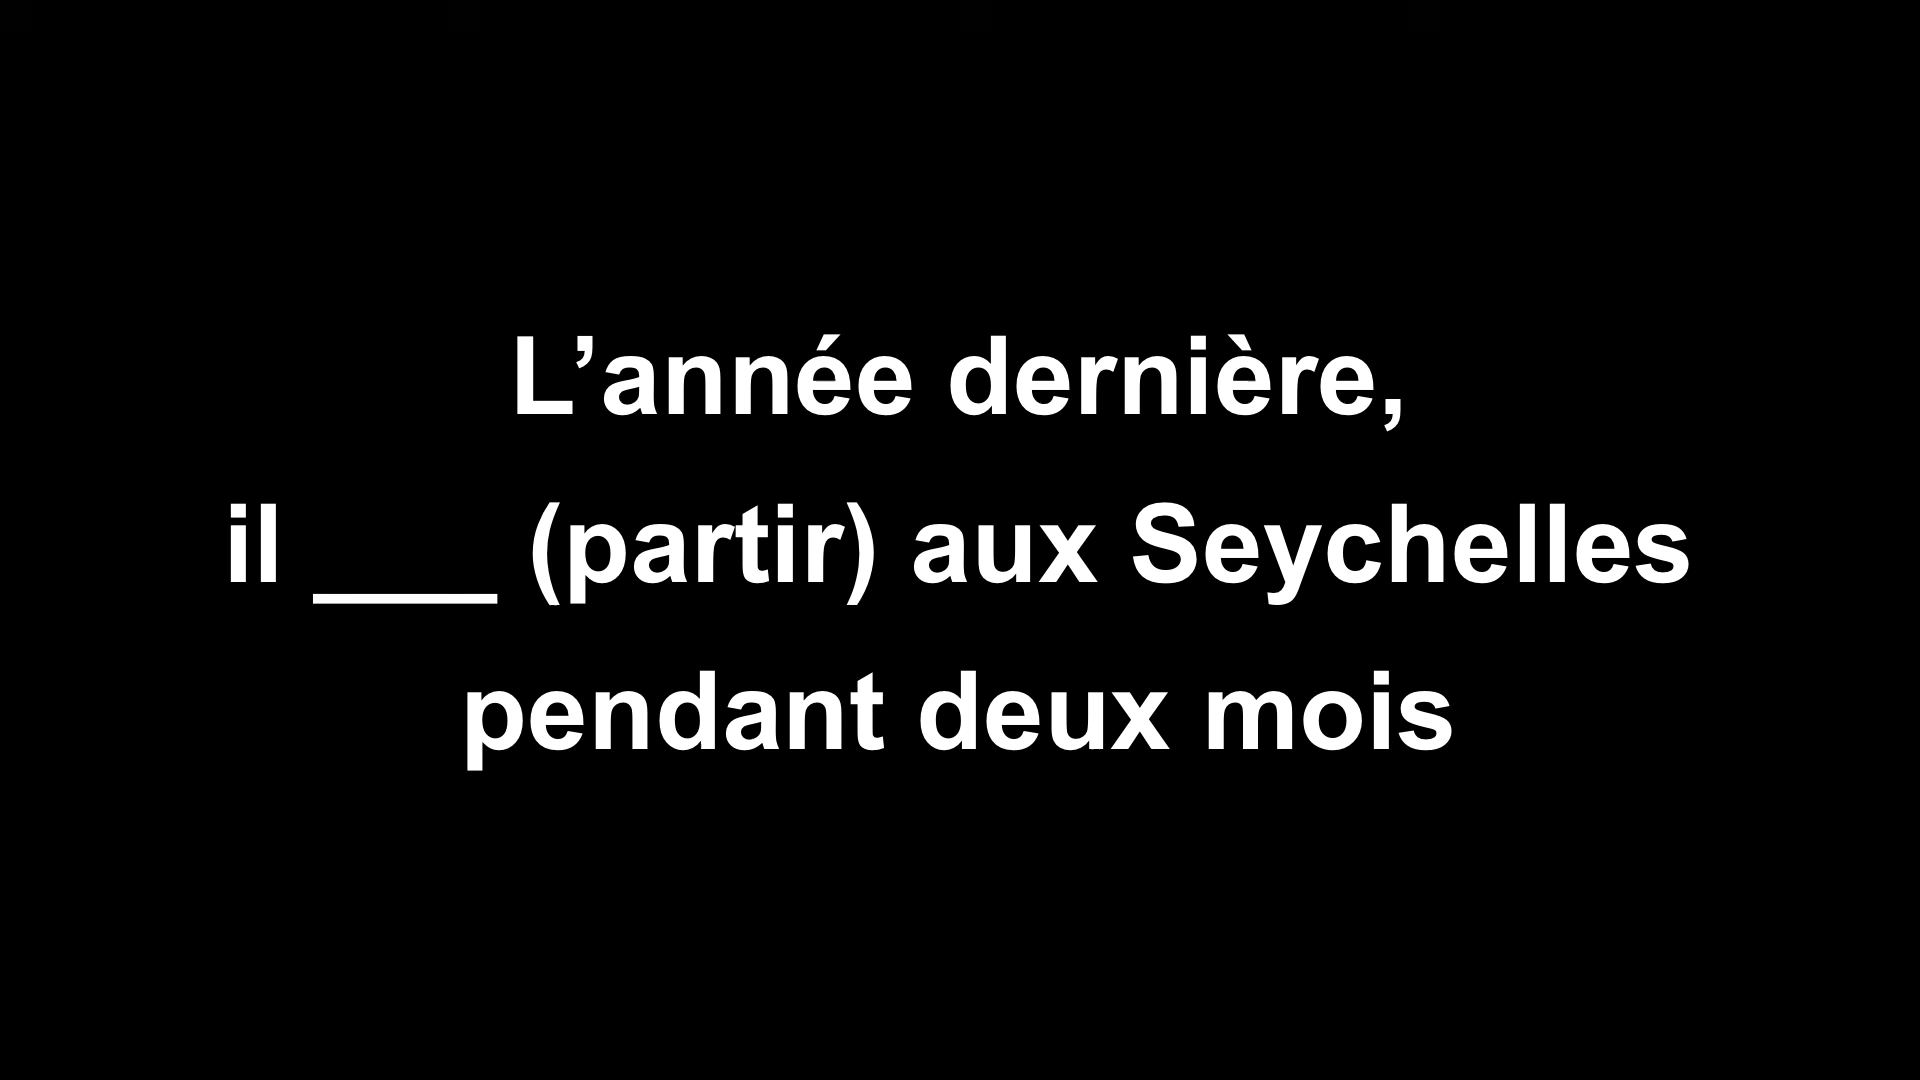 L’année dernière,
il ___ (partir) aux Seychelles
pendant deux mois